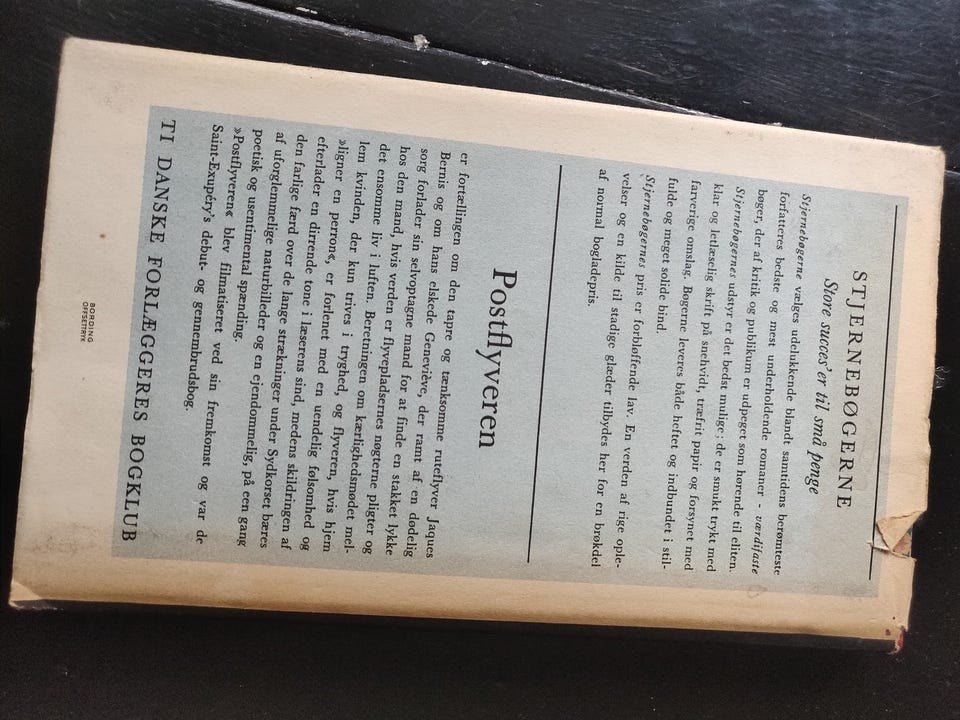 STJERNEBØGERNE
Store succes'er til små penge
Stjernebøgerne vælges udelukkende blandt samtidens berømteste
forfatteres bedste og mest underholdende romaner - værdifaste
bøger, der af kritik og publikum er udpeget som hørende til eliten.
Stjernebøgernes udstyr er det bedst mulige; de er smukt trykt med
klar og letlæselig skrift på snehvidt, træfrit papir og forsynet med
farverige omslag. Bøgerne leveres både heftet og indbundet i stil-
fulde og meget solide bind.
Stjernebøgernes pris er forbløffende lav. En verden af rige ople-
velser og en kilde til stadige glæder tilbydes her for en brøkdel
af normal bogladepris.
Postflyveren
er fortællingen om den tapre og tænksomme ruteflyver Jaques
Bernis og om hans elskede Geneviève, der ramt af en dødelig
sorg forlader sin selvoptagne mand for at finde en stakket lykke
hos den mand, hvis verden er flyvepladsernes nøgterne pligter og
det ensomme liv i luften. Beretningen om kærlighedsmødet mel-
lem kvinden, der kun trives i tryghed, og flyveren, hvis hjem
»ligner en perron«, er forlenet med en uendelig følsomhed og
efterlader en dirrende tone i læserens sind, medens skildringen af
den farlige færd over de lange strækninger under Sydkorset bæres
af uforglemmelige naturbilleder og en ejendommelig, på een gang
poetisk og usentimental spænding.
»Postflyveren« blev filmatiseret ved sin fremkomst og var de
Saint-Exupéry's debut- og gennembrudsbog.
TI DANSKE FORLÆGGERES BOGKLUB
BORDING
OFFSETTRYK